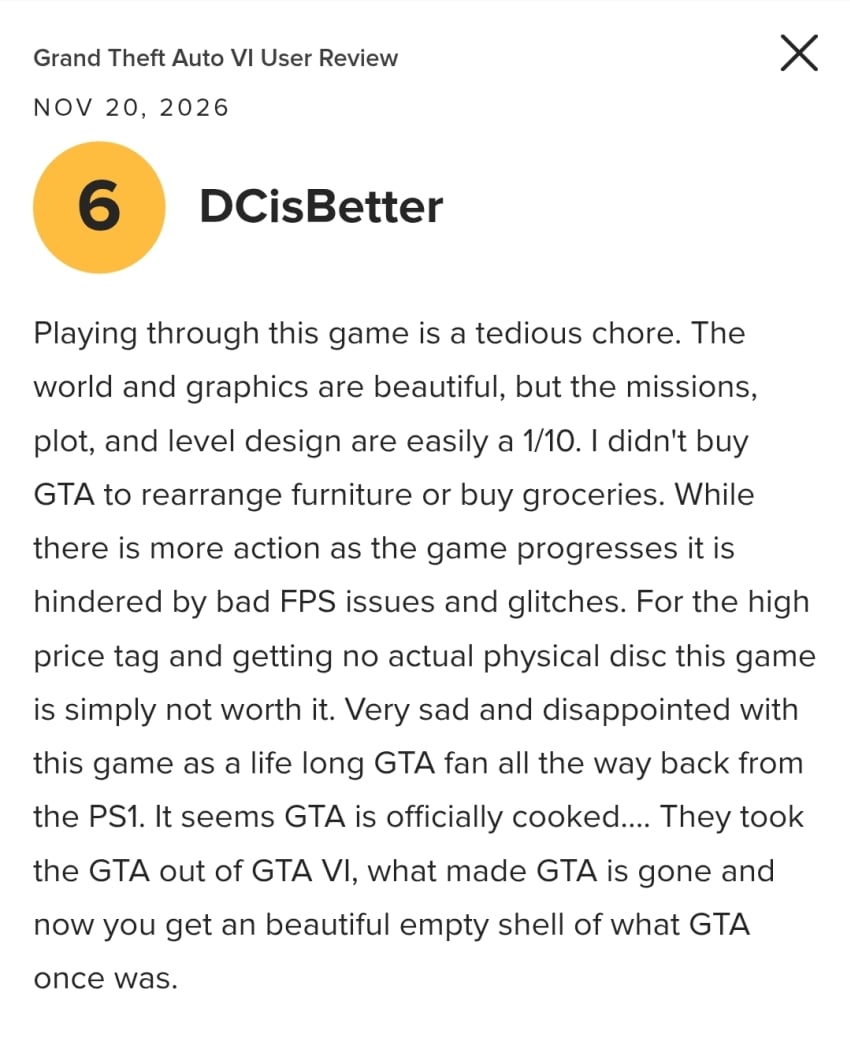 Grand Theft Auto VI User Review
NOV 20, 2026
6
DCisBetter
Playing through this game is a tedious chore. The
world and graphics are beautiful, but the missions,
plot, and level design are easily a 1/10. I didn't buy
GTA to rearrange furniture or buy groceries. While
there is more action as the game progresses it is
hindered by bad FPS issues and glitches. For the high
price tag and getting no actual physical disc this game
is simply not worth it. Very sad and disappointed with
this game as a life long GTA fan all the way back from
the PS1. It seems GTA is officially cooked.... They took
the GTA out of GTA VI, what made GTA is gone and
now you get an beautiful empty shell of what GTA
once was.